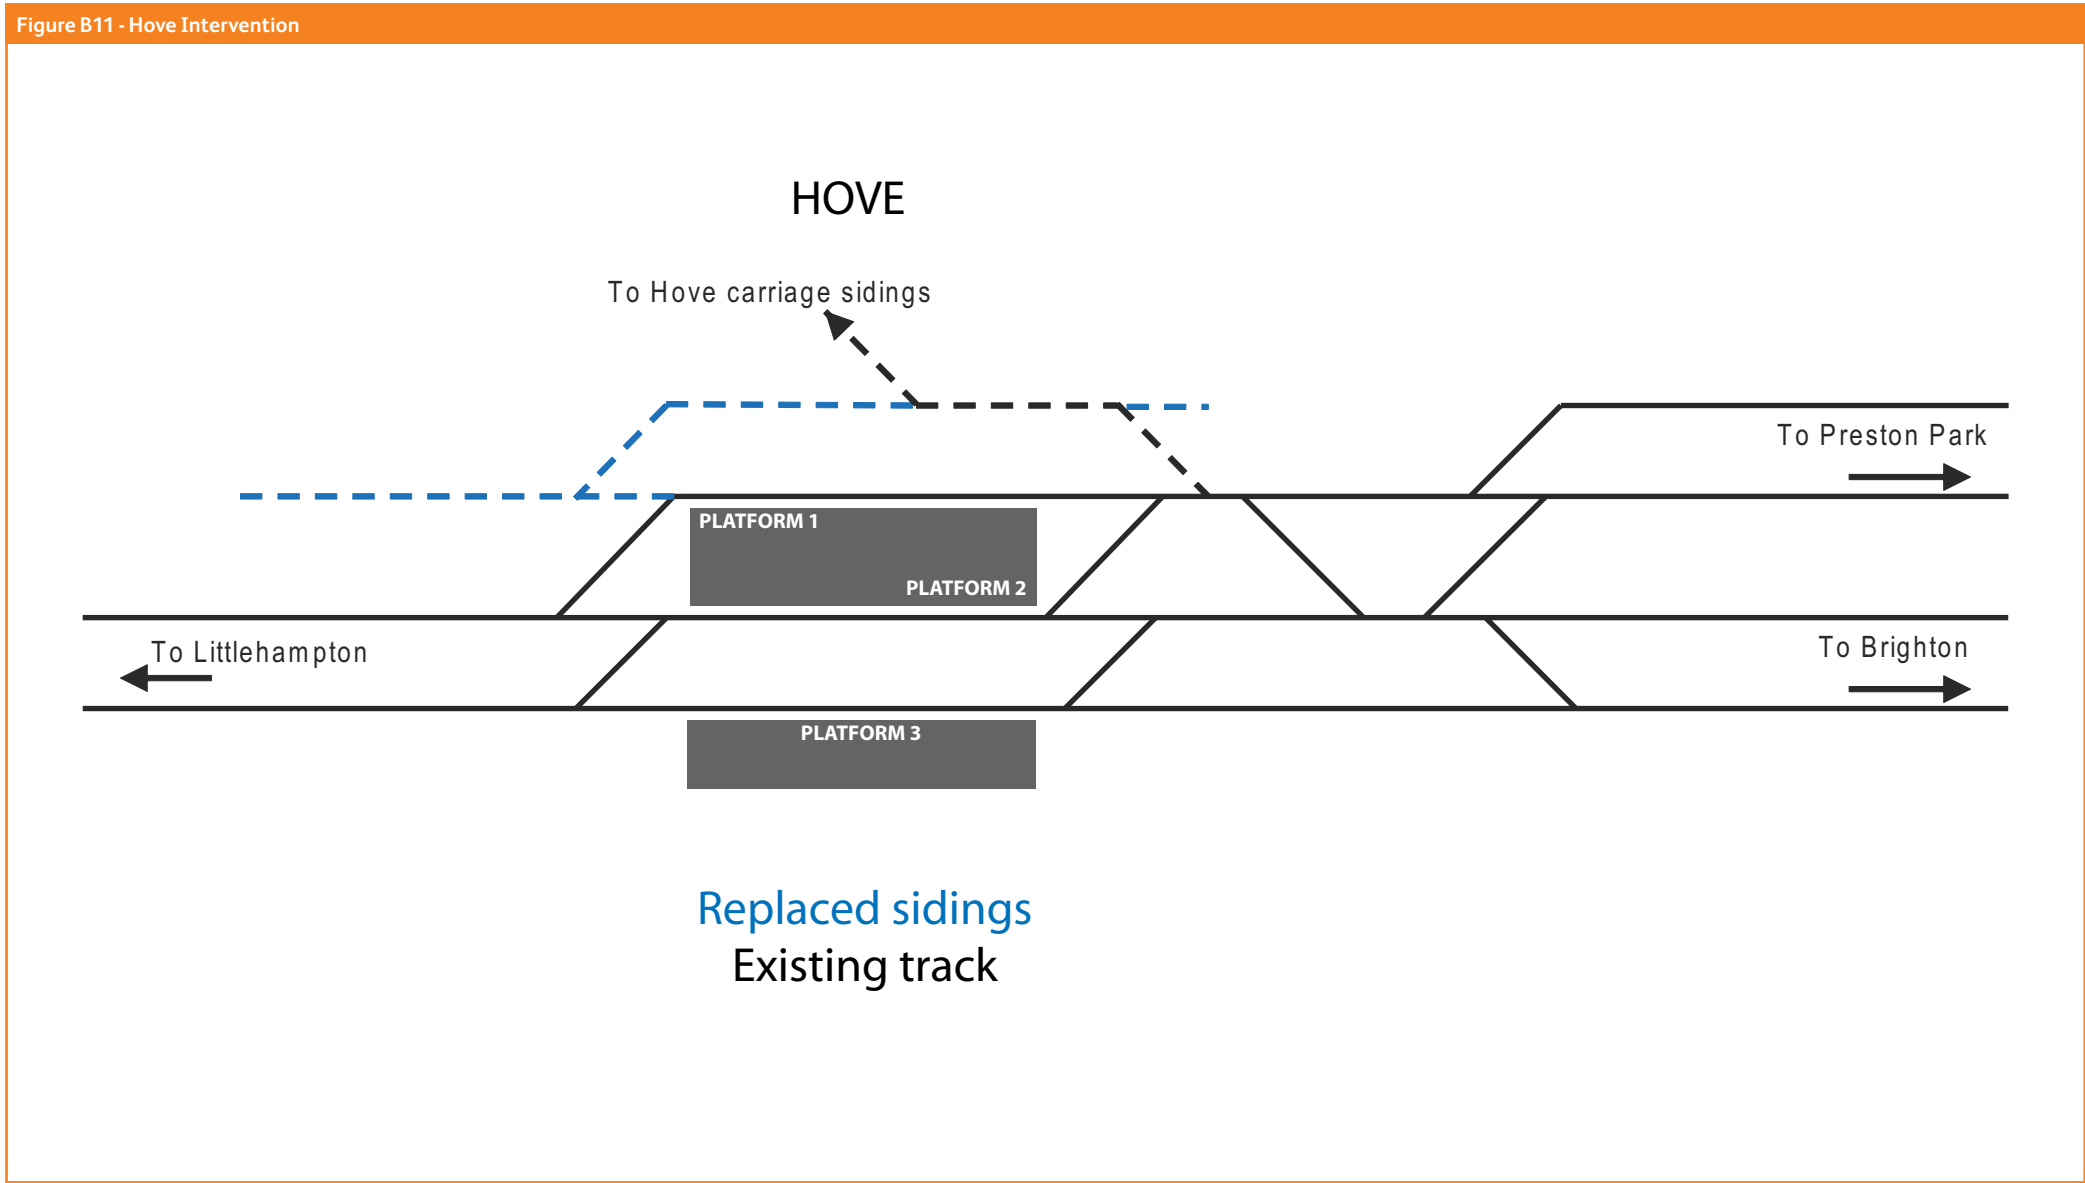 Figure B11 - Hove Intervention
HOVE
To Hove carriage sidings
To Preston Park
PLATFORM 1
PLATFORM 2
To Littlehampton
To Brighton
PLATFORM 3
Replaced sidings
Existing track